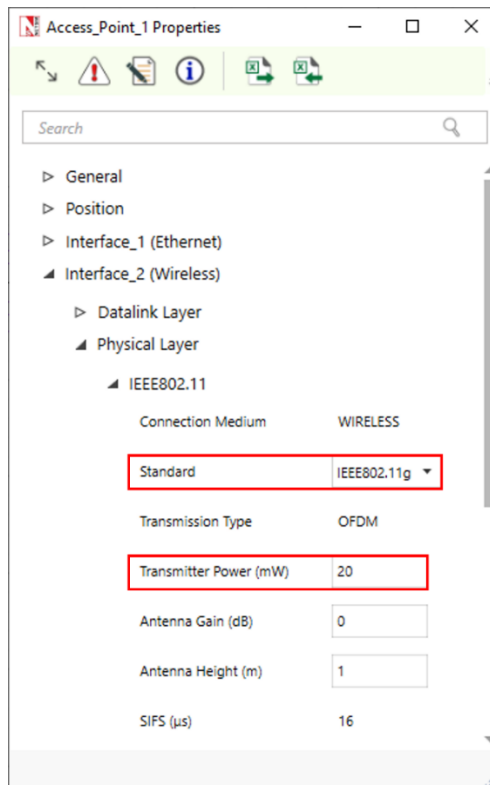 Access_Point_1 Properties
Search
General
Position
Interface_1 (Ethernet)
Interface_2 (Wireless)
Datalink Layer
Physical Layer
IEEE802.11
Connection Medium WIRELESS
Standard IEEE802.11g
Transmission Type OFDM
Transmitter Power (mW) 20
Antenna Gain (dB) 0
Antenna Height (m) 1
SIFS (µs) 16